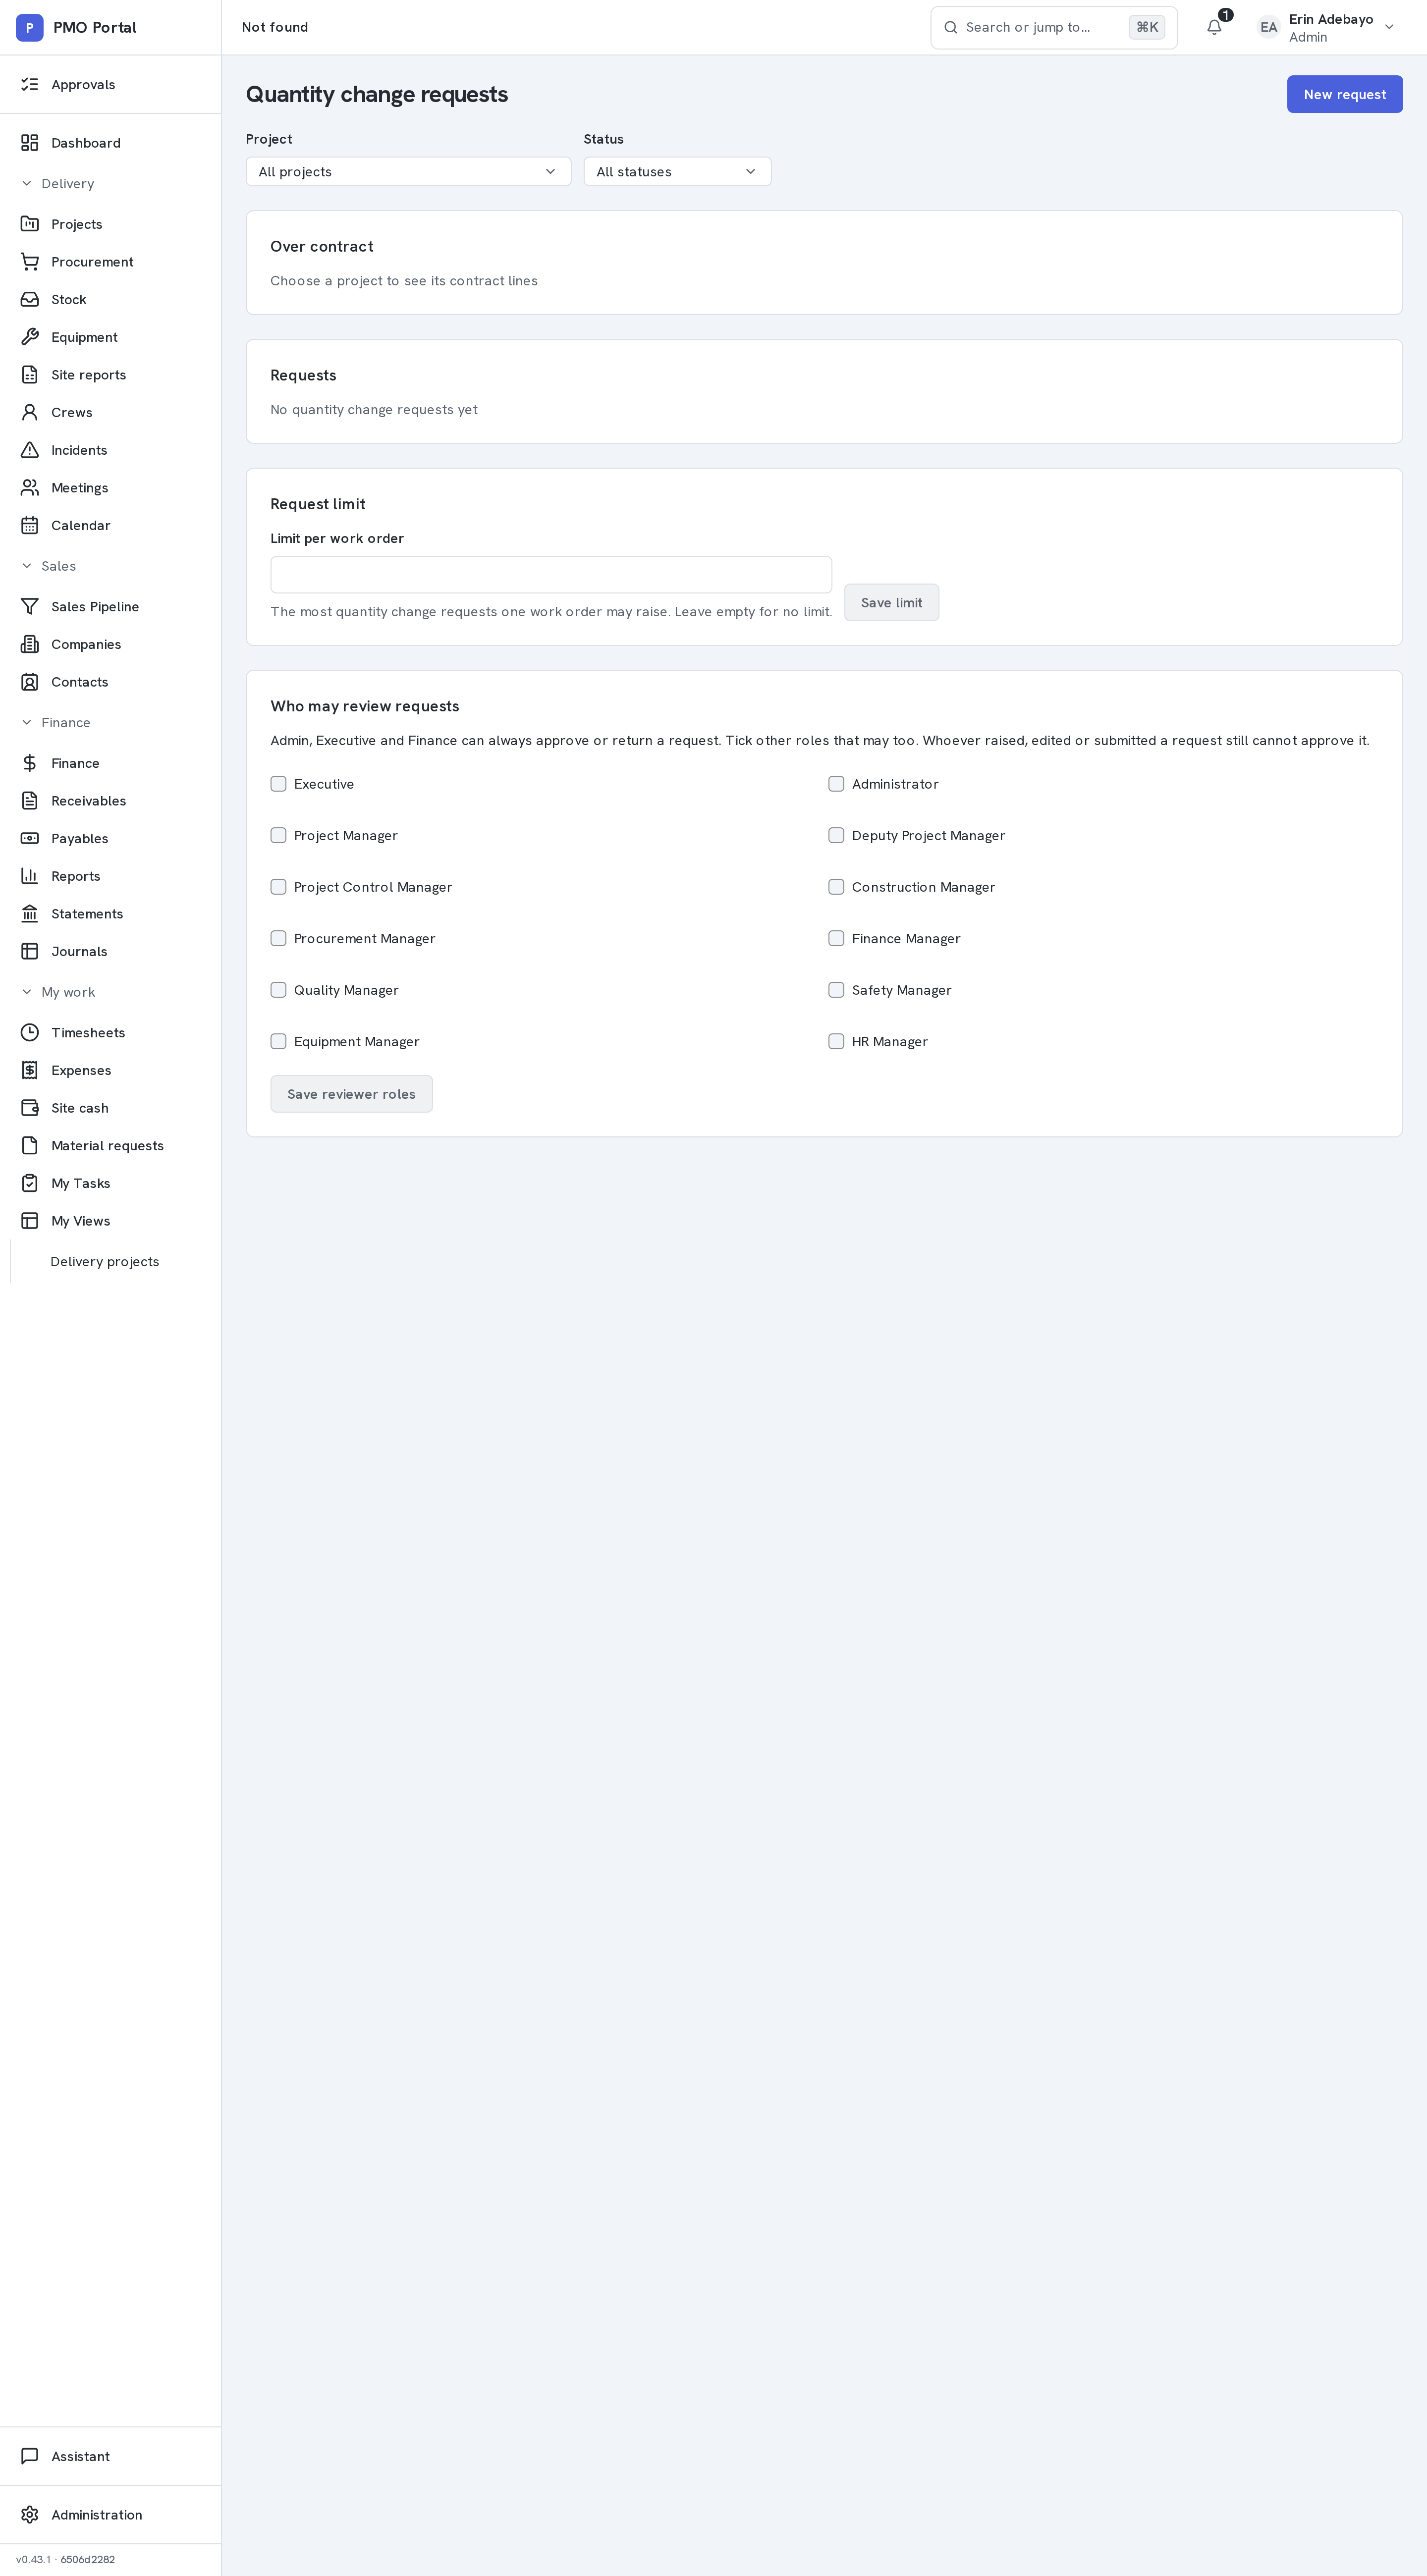 P PMO Portal
Not found
Search or jump to... ⌘K
1
EA Erin Adebayo
Admin
Approvals
Dashboard
Delivery
Projects
Procurement
Stock
Equipment
Site reports
Crews
Incidents
Meetings
Calendar
Sales
Sales Pipeline
Companies
Contacts
Finance
Finance
Receivables
Payables
Reports
Statements
Journals
My work
Timesheets
Expenses
Site cash
Material requests
My Tasks
My Views
Delivery projects
Assistant
Administration
v0.43.1 · 6506d2282
Quantity change requests
New request
Project Status
All projects All statuses
Over contract
Choose a project to see its contract lines
Requests
No quantity change requests yet
Request limit
Limit per work order
The most quantity change requests one work order may raise. Leave empty for no limit.
Save limit
Who may review requests
Admin, Executive and Finance can always approve or return a request. Tick other roles that may too. Whoever raised, edited or submitted a request still cannot approve it.
Executive Administrator
Project Manager Deputy Project Manager
Project Control Manager Construction Manager
Procurement Manager Finance Manager
Quality Manager Safety Manager
Equipment Manager HR Manager
Save reviewer roles